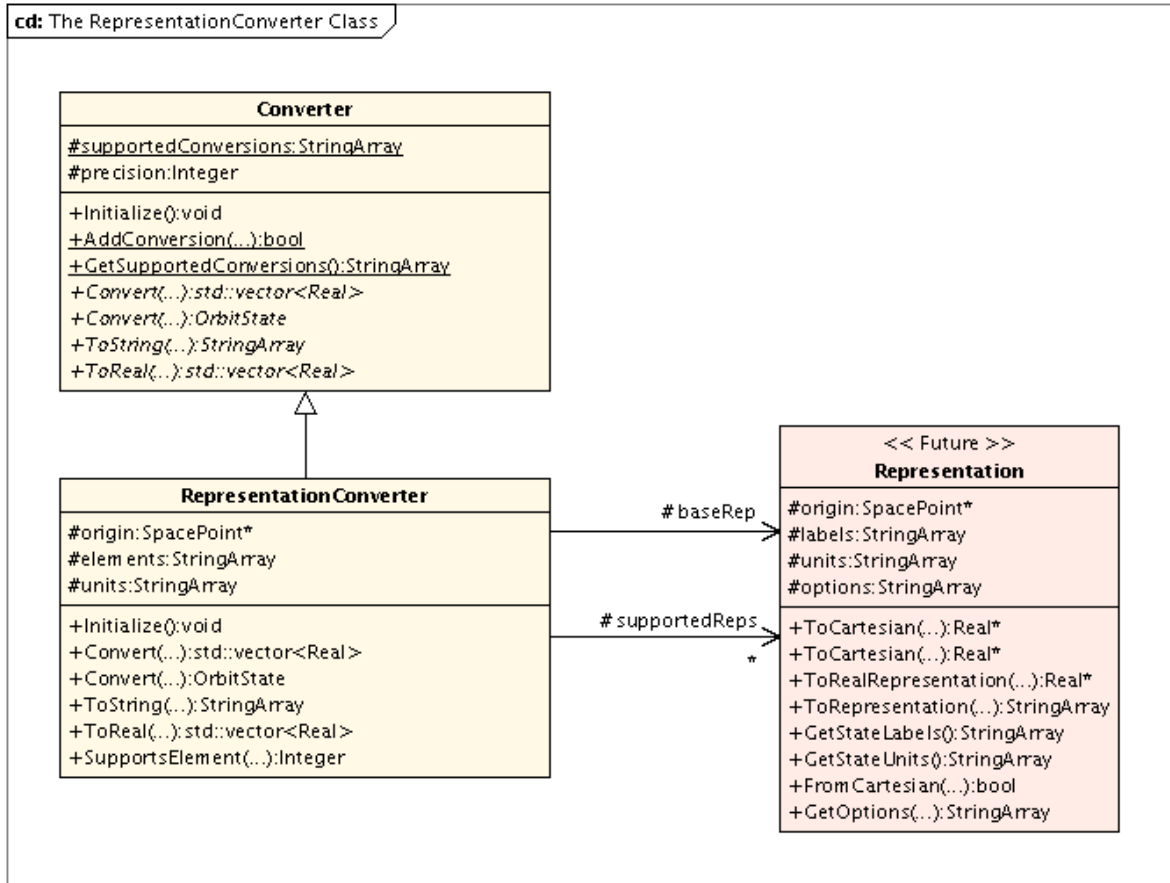 cd: The RepresentationConverter Class
Converter
#supportedConversions:StringArray
#precision:Integer
+Initialize():void
+AddConversion(...):bool
+GetSupportedConversions():StringArray
+Convert(...):std::vector<Real>
+Convert(...):OrbitState
+ToString(...):StringArray
+ToReal(...):std::vector<Real>
RepresentationConverter
#origin:SpacePoint*
#elements:StringArray
#units:StringArray
+Initialize():void
+Convert(...):std::vector<Real>
+Convert(...):OrbitState
+ToString(...):StringArray
+ToReal(...):std::vector<Real>
+SupportsElement(...):Integer
#baseRep
#supportedReps
*
<< Future >>
Representation
#origin:SpacePoint*
#labels:StringArray
#units:StringArray
#options:StringArray
+ToCartesian(...):Real*
+ToCartesian(...):Real*
+ToRealRepresentation(...):Real*
+ToRepresentation(...):StringArray
+GetStateLabels():StringArray
+GetStateUnits():StringArray
+FromCartesian(...):bool
+GetOptions(...):StringArray